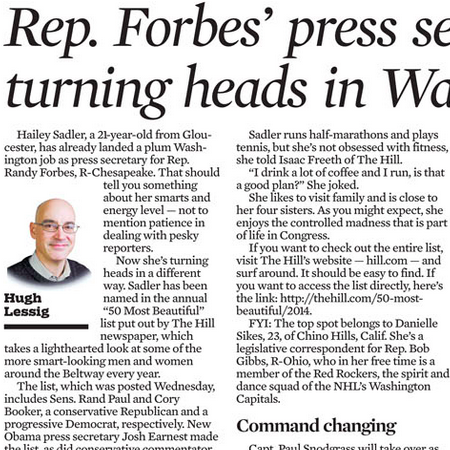 Rep. Forbes' press se
turning heads in Wa
Hailey Sadler, a 21-year-old from Glou-
cester, has already landed a plum Wash-
ington job as press secretary for Rep.
Randy Forbes, R-Chesapeake. That should
tell you something
about her smarts and
energy level — not to
mention patience in
dealing with pesky
reporters.
Now she's turning
heads in a different
way. Sadler has been
named in the annual
"50 Most Beautiful"
list put out by The Hill
newspaper, which
Hugh
Lessig
takes a lighthearted look at some of the
more smart-looking men and women
around the Beltway every year.
The list, which was posted Wednesday,
includes Sens. Rand Paul and Cory
Booker, a conservative Republican and a
progressive Democrat, respectively. New
Obama press secretary Josh Earnest made
the list, as did conservative commentator
Sadler runs half-marathons and plays
tennis, but she's not obsessed with fitness,
she told Isaac Freeth of The Hill.
"I drink a lot of coffee and I run, is that
a good plan?" She joked.
She likes to visit family and is close to
her four sisters. As you might expect, she
enjoys the controlled madness that is part
of life in Congress.
If you want to check out the entire list,
visit The Hill's website — hill.com — and
surf around. It should be easy to find. If
you want to access the list directly, here's
the link: http://thehill.com/50-most-
beautiful/2014.
FYI: The top spot belongs to Danielle
Sikes, 23, of Chino Hills, Calif. She's a
legislative correspondent for Rep. Bob
Gibbs, R-Ohio, who in her free time is a
member of the Red Rockers, the spirit and
dance squad of the NHL's Washington
Capitals.
Command changing
Capt. Paul Snodgrass will take over as